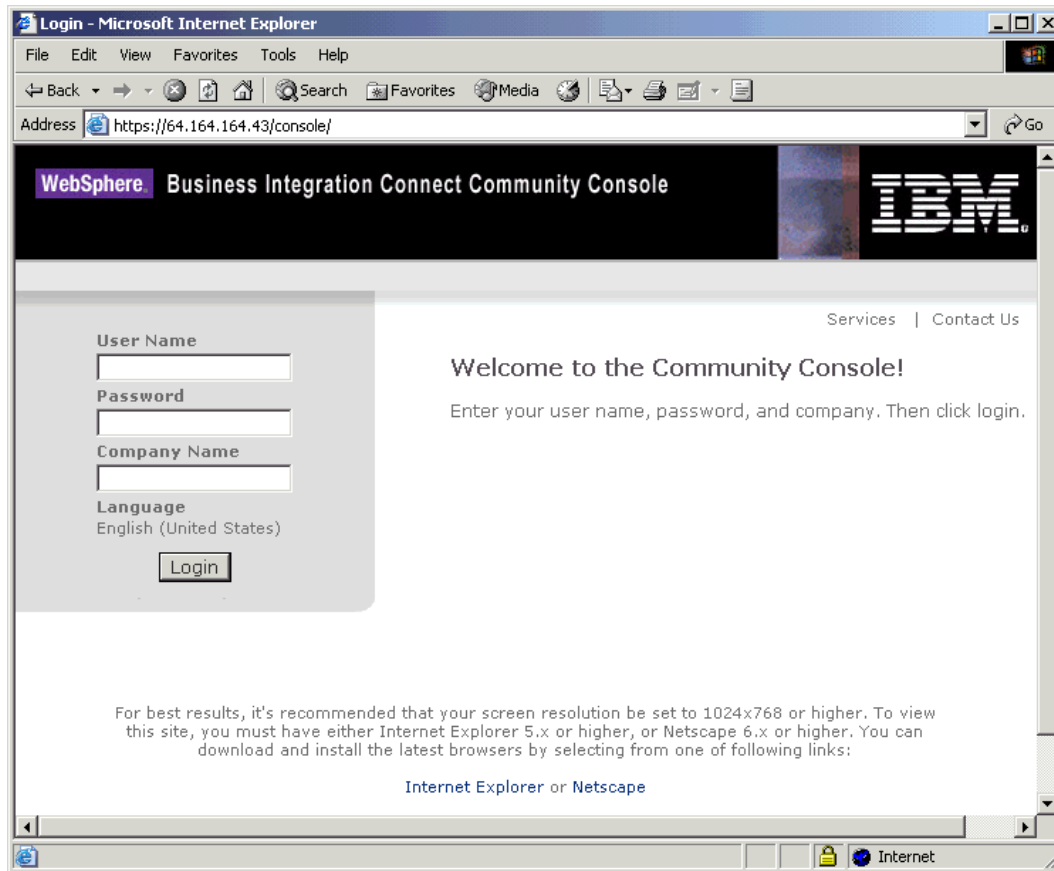 Login - Microsoft Internet Explorer
File Edit View Favorites Tools Help
Back Search Favorites Media
Address https://64.164.164.43/console/ Go
WebSphere. Business Integration Connect Community Console
IBM.
Services | Contact Us
User Name
Welcome to the Community Console!
Password
Enter your user name, password, and company. Then click login.
Company Name
Language
English (United States)
Login
For best results, it's recommended that your screen resolution be set to 1024x768 or higher. To view
this site, you must have either Internet Explorer 5.x or higher, or Netscape 6.x or higher. You can
download and install the latest browsers by selecting from one of following links:
Internet Explorer or Netscape
Internet